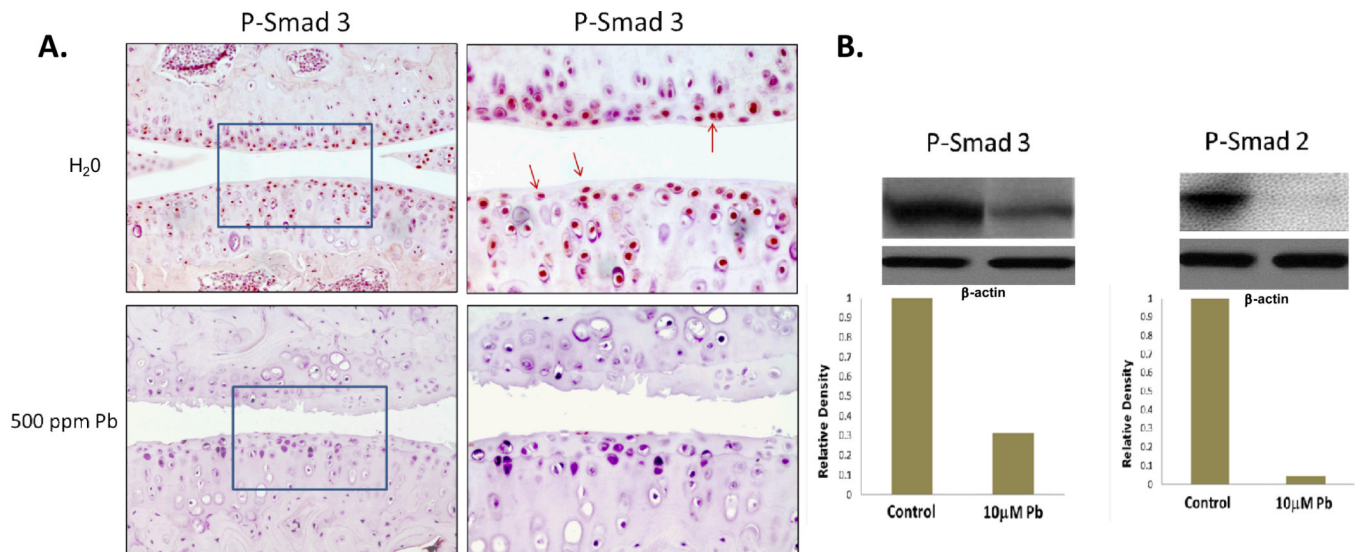 A.
P-Smad 3
P-Smad 3
H₂0
500 ppm Pb
B.
P-Smad 3
P-Smad 2
β-actin
β-actin
Relative Density
1
0.9
0.8
0.7
0.6
0.5
0.4
0.3
0.2
0.1
0
Control
10μM Pb
Relative Density
1
0.9
0.8
0.7
0.6
0.5
0.4
0.3
0.2
0.1
0
Control
10μM Pb